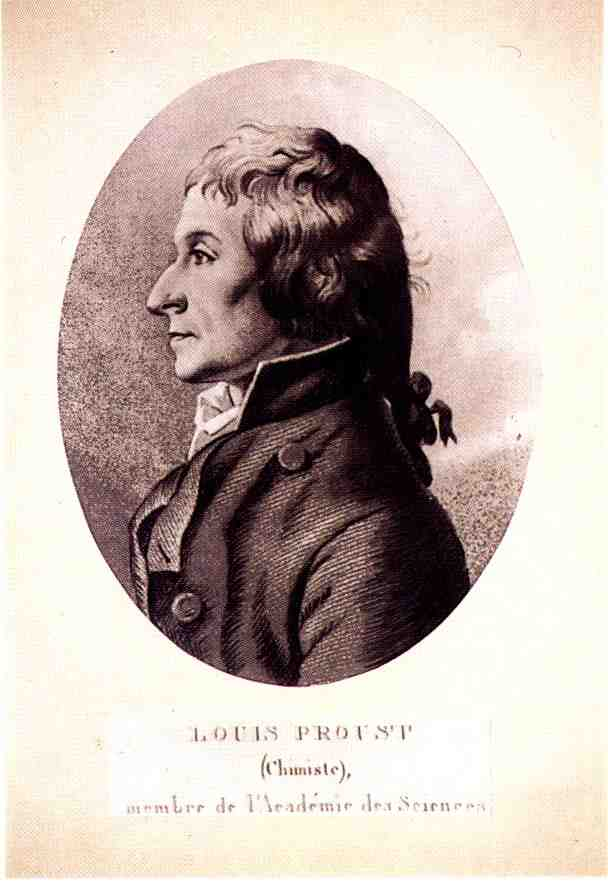 LOUIS PROUST
(Chimiste),
membre de l'Académie des Sciences